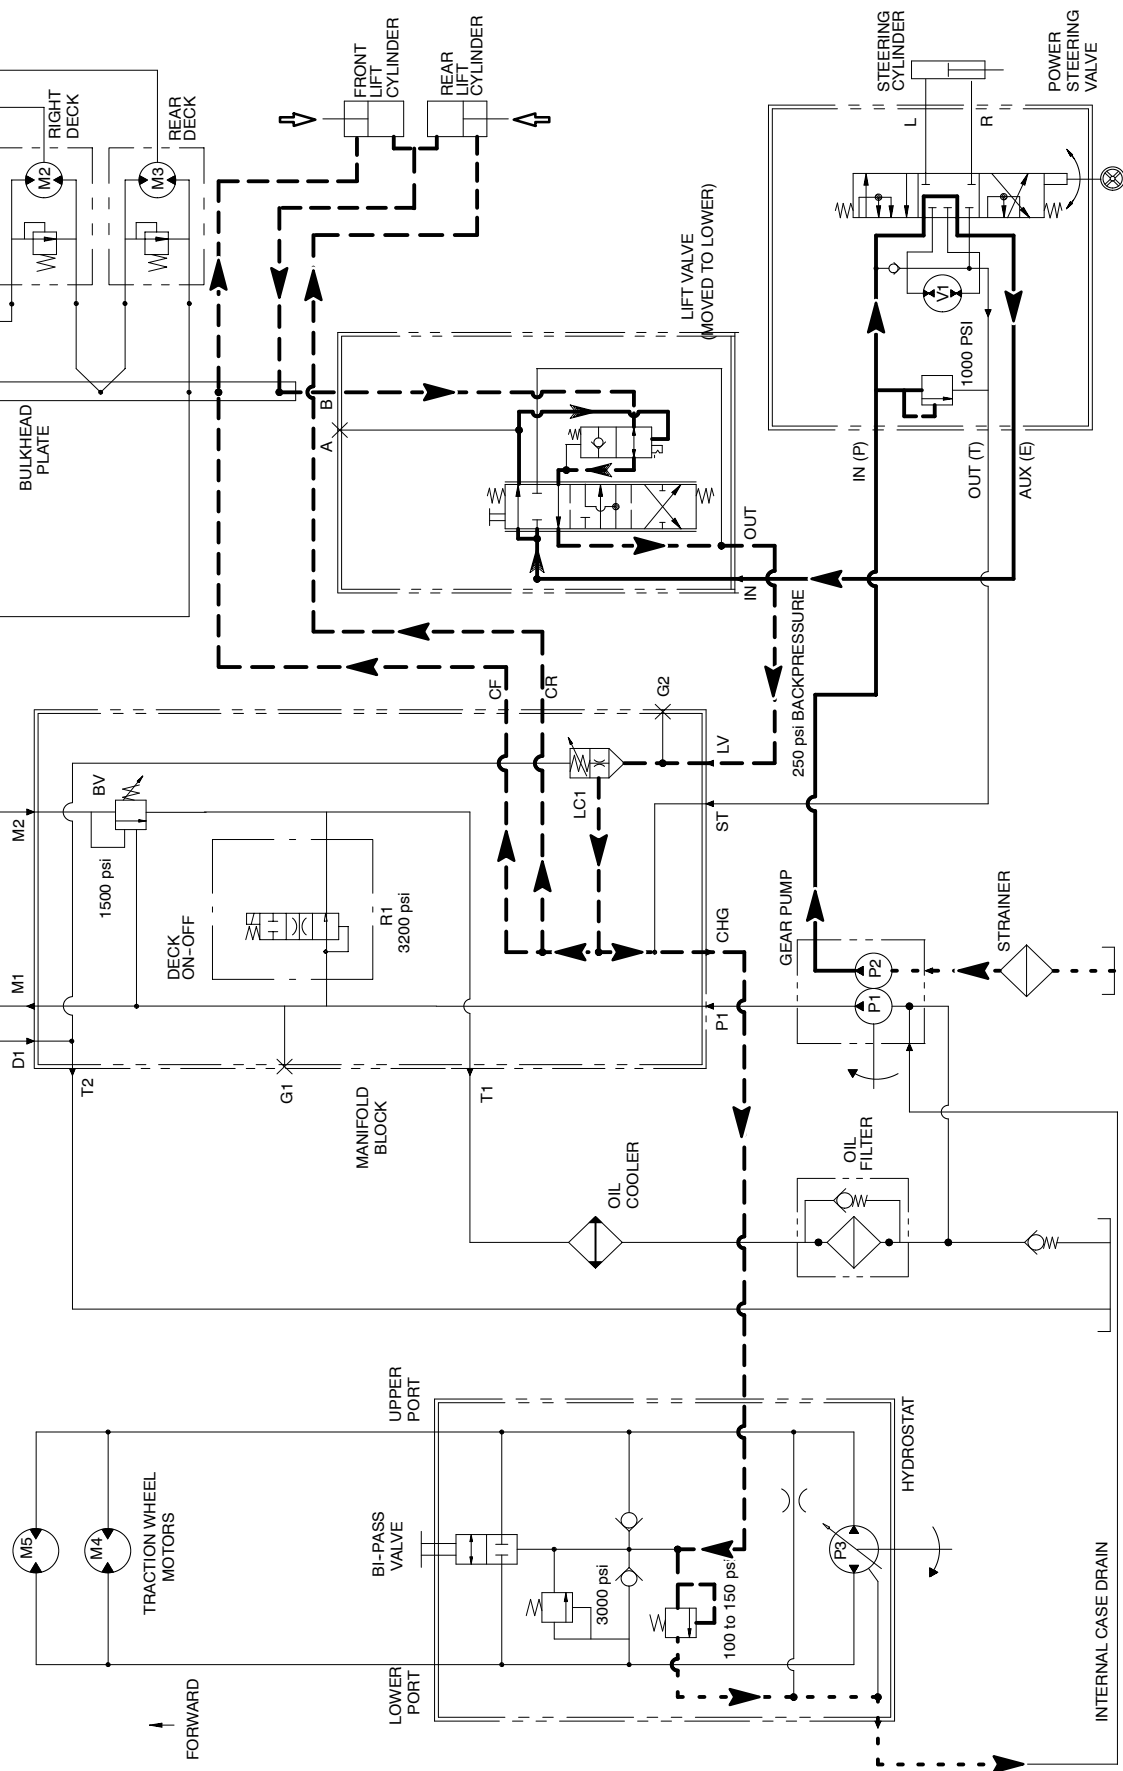 RIGHT
DECK
M2
REAR
DECK
M3
BULKHEAD
PLATE
FRONT
LIFT
CYLINDER
REAR
LIFT
CYLINDER
STEERING
CYLINDER
POWER
STEERING
VALVE
L
R
V1
1000 PSI
IN (P)
OUT (T)
AUX (E)
LIFT VALVE
(MOVED TO LOWER)
A
B
IN
OUT
250 psi BACKPRESSURE
CF
CR
G2
LV
LC1
ST
CHG
P1
M2
BV
1500 psi
M1
D1
T2
DECK
ON-OFF
R1
3200 psi
G1
T1
MANIFOLD
BLOCK
GEAR PUMP
P2
P1
STRAINER
OIL
COOLER
OIL
FILTER
M5
M4
TRACTION WHEEL
MOTORS
FORWARD
UPPER
PORT
LOWER
PORT
BI-PASS
VALVE
3000 psi
100 to 150 psi
P3
HYDROSTAT
INTERNAL CASE DRAIN